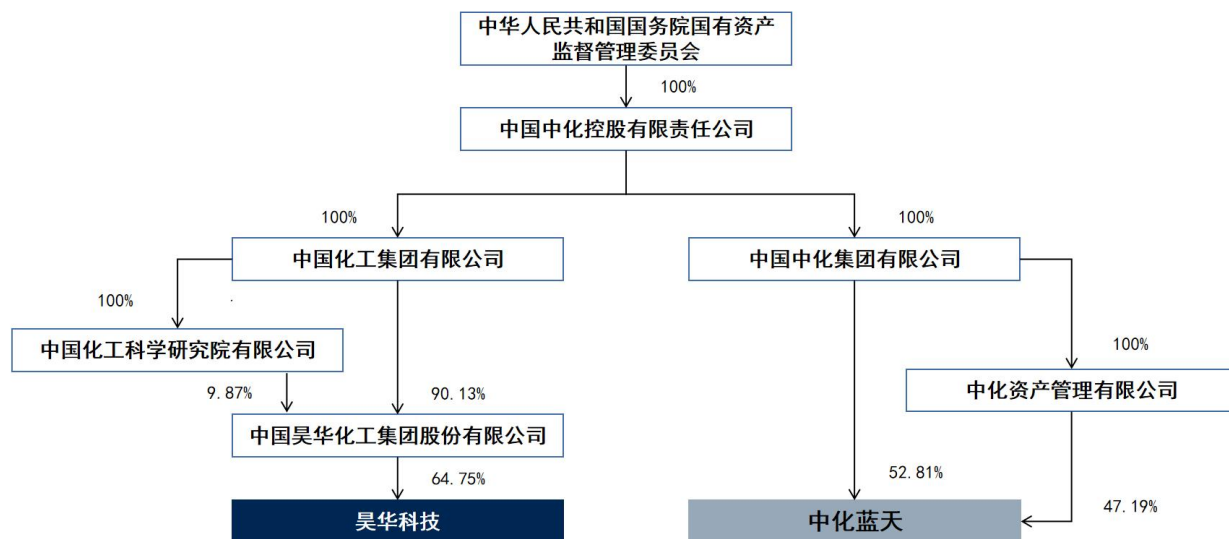 中华人民共和国国务院国有资产
监督管理委员会
100%
中国中化控股有限责任公司
100%
100%
中国化工集团有限公司
中国中化集团有限公司
100%
中国化工科学研究院有限公司
100%
中化资产管理有限公司
9.87%
90.13%
中国昊华化工集团股份有限公司
64.75%
52.81%
昊华科技
中化蓝天
47.19%